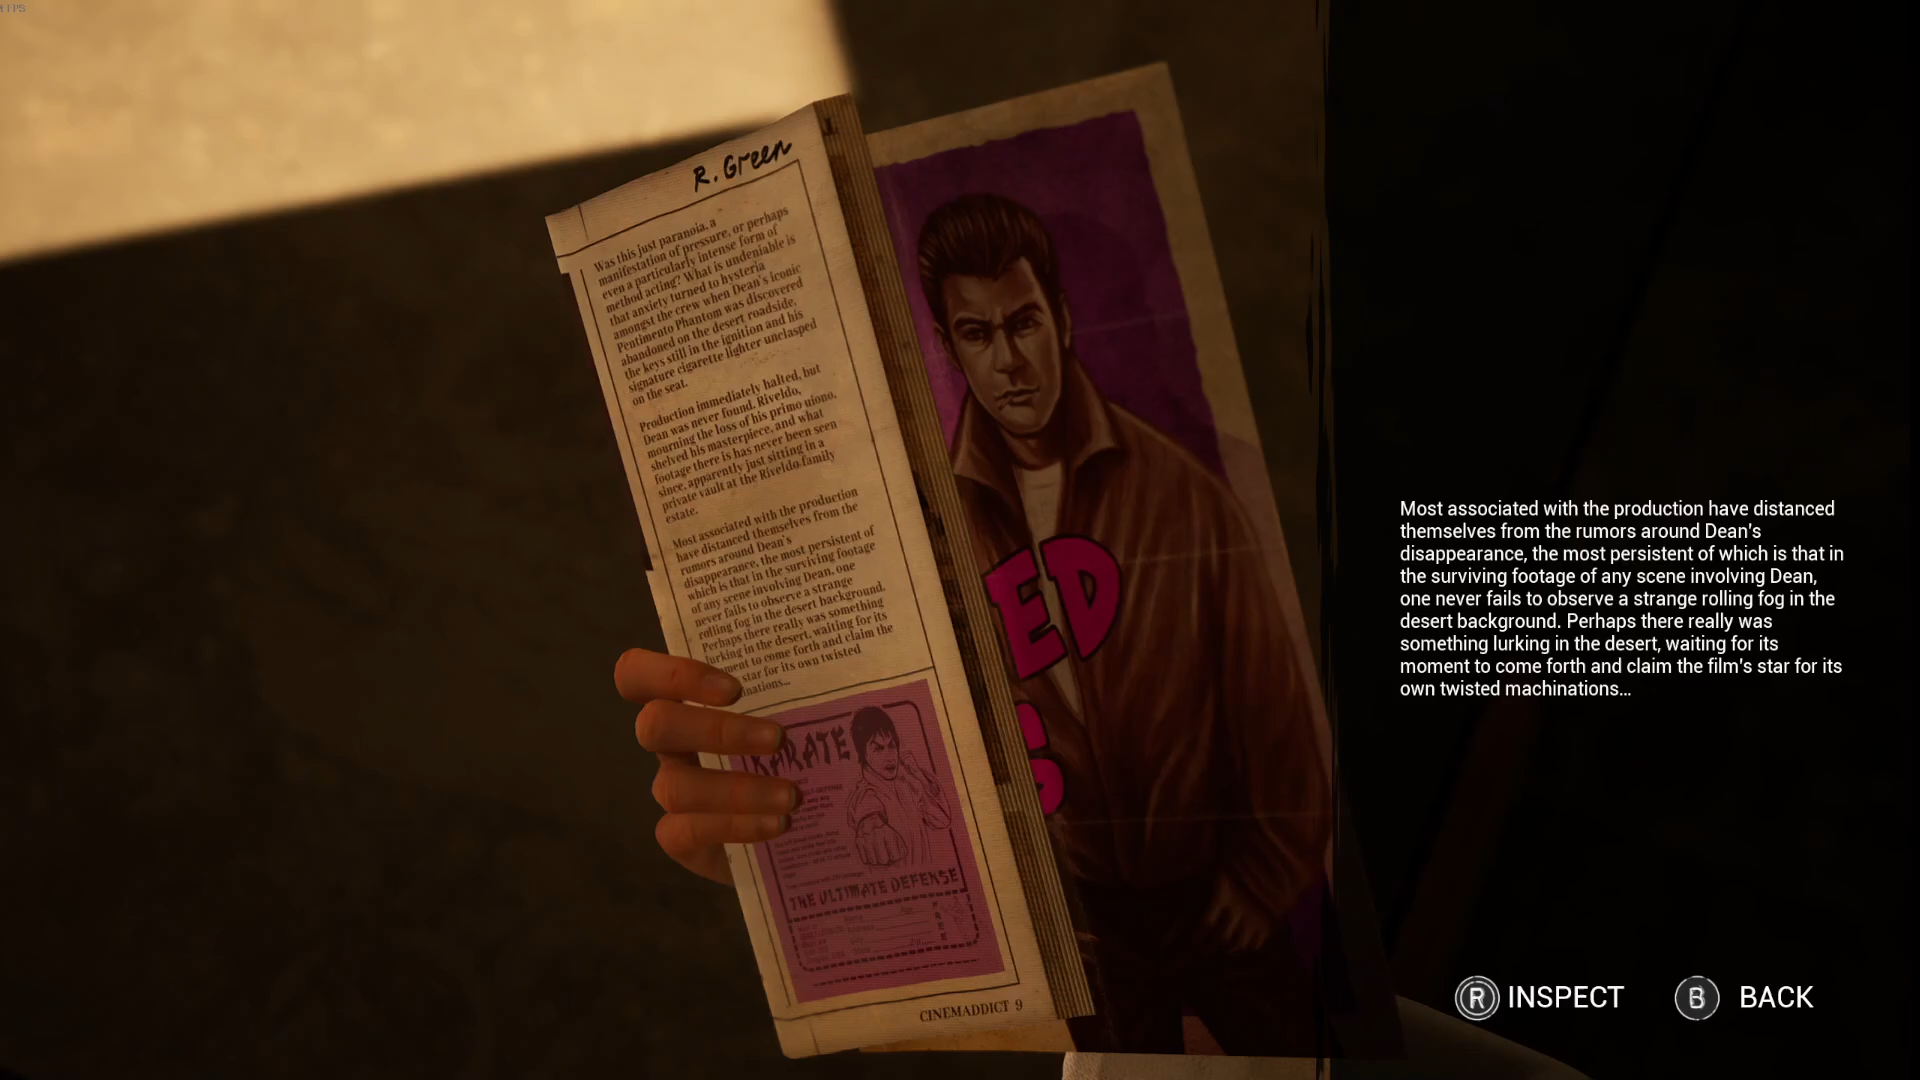 FPS
R. Green
Was this just paranoia, a
manifestation of pressure, or perhaps
even a particularly intense form of
method acting? What is undeniable is
that anxiety turned to hysteria
amongst the crew when Dean's iconic
Pentimento Phantom was discovered
abandoned on the desert roadside,
the keys still in the ignition and his
signature cigarette lighter unclasped
on the seat.
Production immediately halted, but
Dean was never found. Riveldo,
mourning the loss of his primo uiono,
shelved his masterpiece, and what
footage there is has never been seen
since, apparently just sitting in a
private vault at the Riveldo family
estate.
Most associated with the production
have distanced themselves from the
rumors around Dean's
disappearance, the most persistent of
which is that in the surviving footage
of any scene involving Dean, one
never fails to observe a strange
rolling fog in the desert background.
Perhaps there really was something
lurking in the desert, waiting for its
moment to come forth and claim the
star for its own twisted
inations...
KARATE
THE ULTIMATE DEFENSE
CINEMADDICT 9
ED
Most associated with the production have distanced
themselves from the rumors around Dean's
disappearance, the most persistent of which is that in
the surviving footage of any scene involving Dean,
one never fails to observe a strange rolling fog in the
desert background. Perhaps there really was
something lurking in the desert, waiting for its
moment to come forth and claim the film's star for its
own twisted machinations...
R INSPECT
B BACK